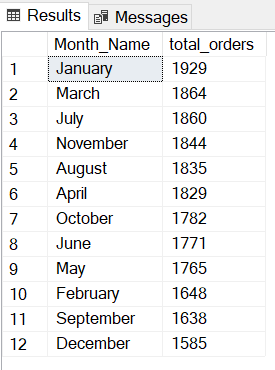 Results Messages
Month_Name total_orders
1 January 1929
2 March 1864
3 July 1860
4 November 1844
5 August 1835
6 April 1829
7 October 1782
8 June 1771
9 May 1765
10 February 1648
11 September 1638
12 December 1585